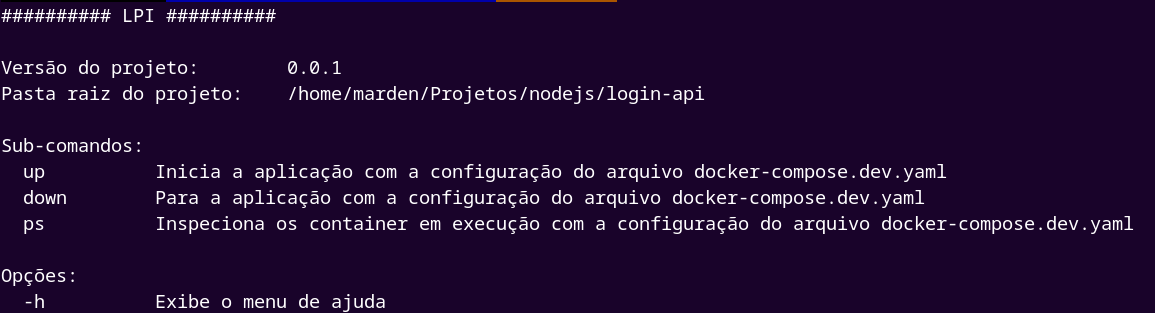 ########## LPI ##########
Versão do projeto: 0.0.1
Pasta raiz do projeto: /home/marden/Projetos/nodejs/login-api
Sub-comandos:
up Inicia a aplicação com a configuração do arquivo docker-compose.dev.yaml
down Para a aplicação com a configuração do arquivo docker-compose.dev.yaml
ps Inspeciona os container em execução com a configuração do arquivo docker-compose.dev.yaml
Opções:
-h Exibe o menu de ajuda